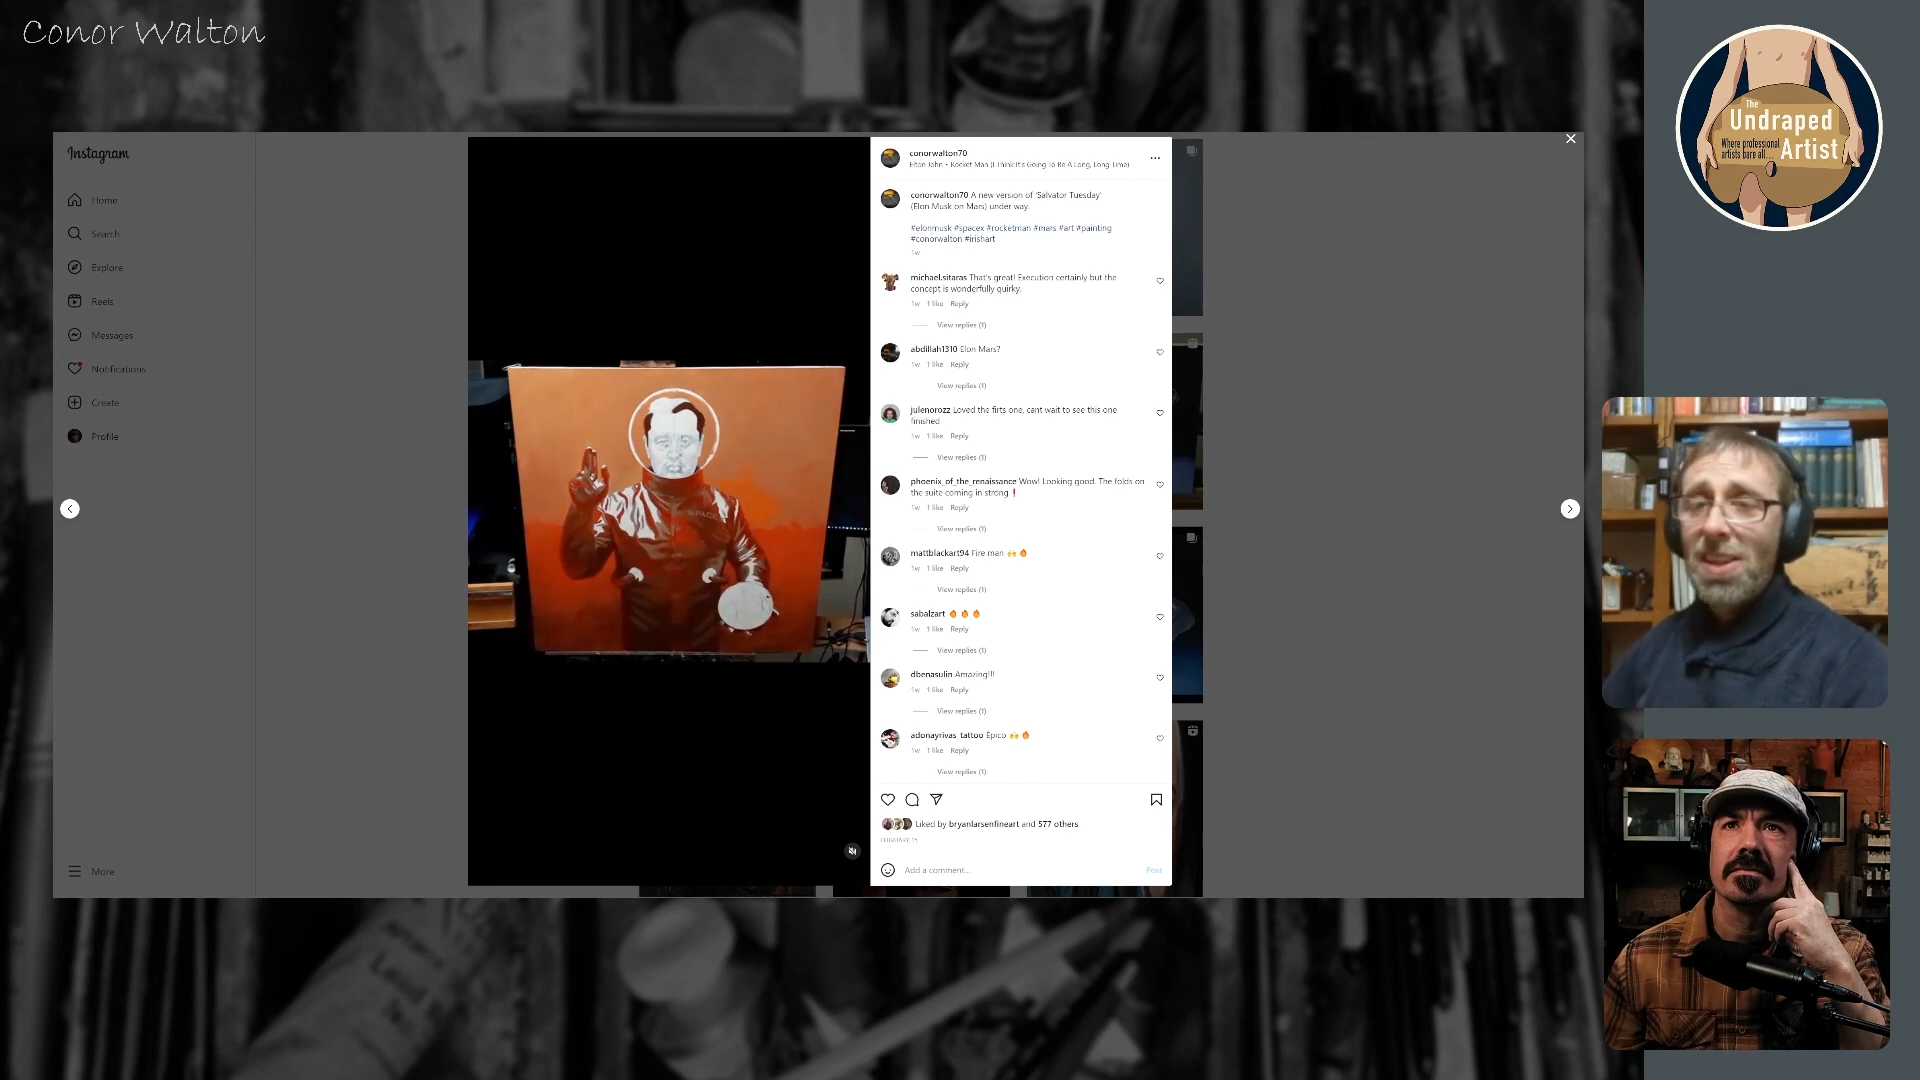 Conor Walton
The
Undraped
Where professional
artists bare all...
Artist
Instagram
Home
Search
Explore
Reels
Messages
Notifications
Create
Profile
More
SPACE
conorwalton70
Elton John • Rocket Man (I Think It's Going To Be A Long, Long Time)
conorwalton70 A new version of 'Salvator Tuesday'
(Elon Musk on Mars) under way.
#elonmusk #spacex #rocketman #mars #art #painting
#conorwalton #irishart
1w
michael.sitaras That's great! Execution certainly but the
concept is wonderfully quirky.
1w 1 like Reply
View replies (1)
abdillah1310 Elon Mars?
1w 1 like Reply
View replies (1)
julenorozz Loved the firts one, cant wait to see this one
finished
1w 1 like Reply
View replies (1)
phoenix_of_the_renaissance Wow! Looking good. The folds on
the suite coming in strong❗
1w 1 like Reply
View replies (1)
mattblackart94 Fire man 🙌 🔥
1w 1 like Reply
View replies (1)
sabalzart 🔥 🔥 🔥
1w 1 like Reply
View replies (1)
dbenasulin Amazing!!!
1w 1 like Reply
View replies (1)
adonayrivas_tattoo Epico 🙌 🔥
1w 1 like Reply
View replies (1)
Liked by bryanlarsenfineart and 577 others
FEBRUARY 15
Add a comment...
Post